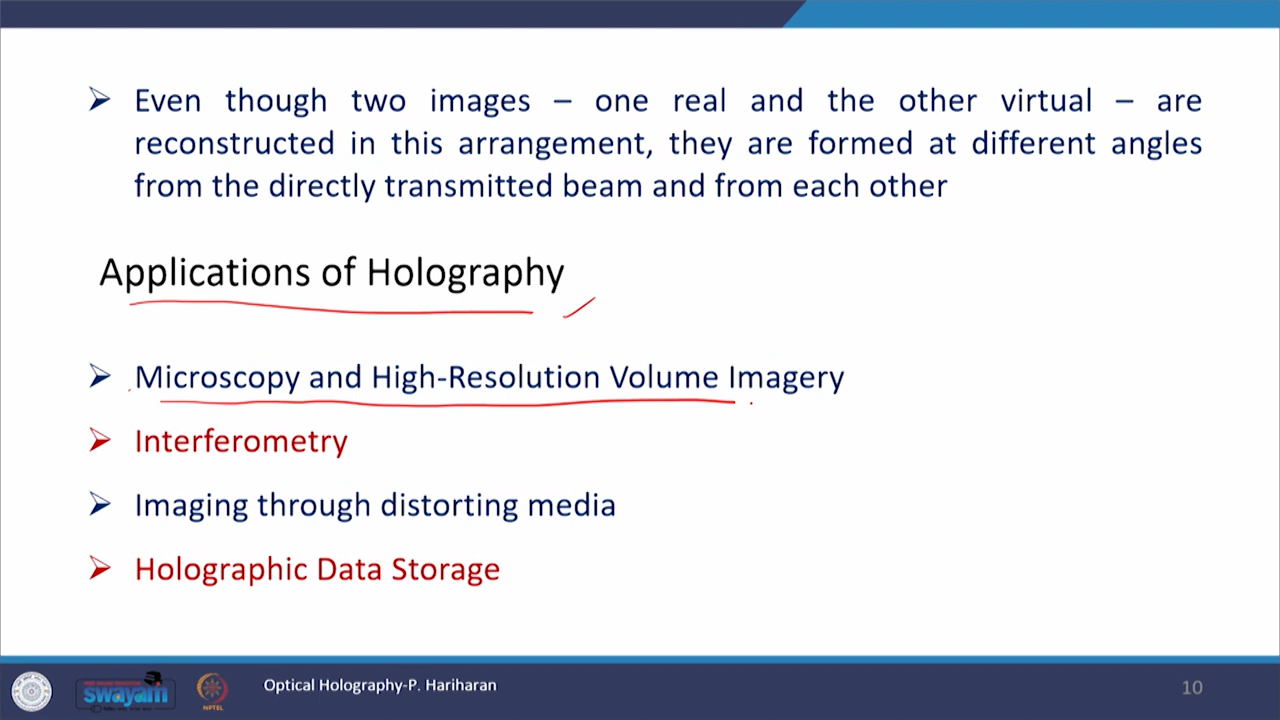 ➢ Even though two images – one real and the other virtual – are
reconstructed in this arrangement, they are formed at different angles
from the directly transmitted beam and from each other
Applications of Holography
➢ Microscopy and High-Resolution Volume Imagery
➢ Interferometry
➢ Imaging through distorting media
➢ Holographic Data Storage
swayam
NPTEL
Optical Holography-P. Hariharan
10